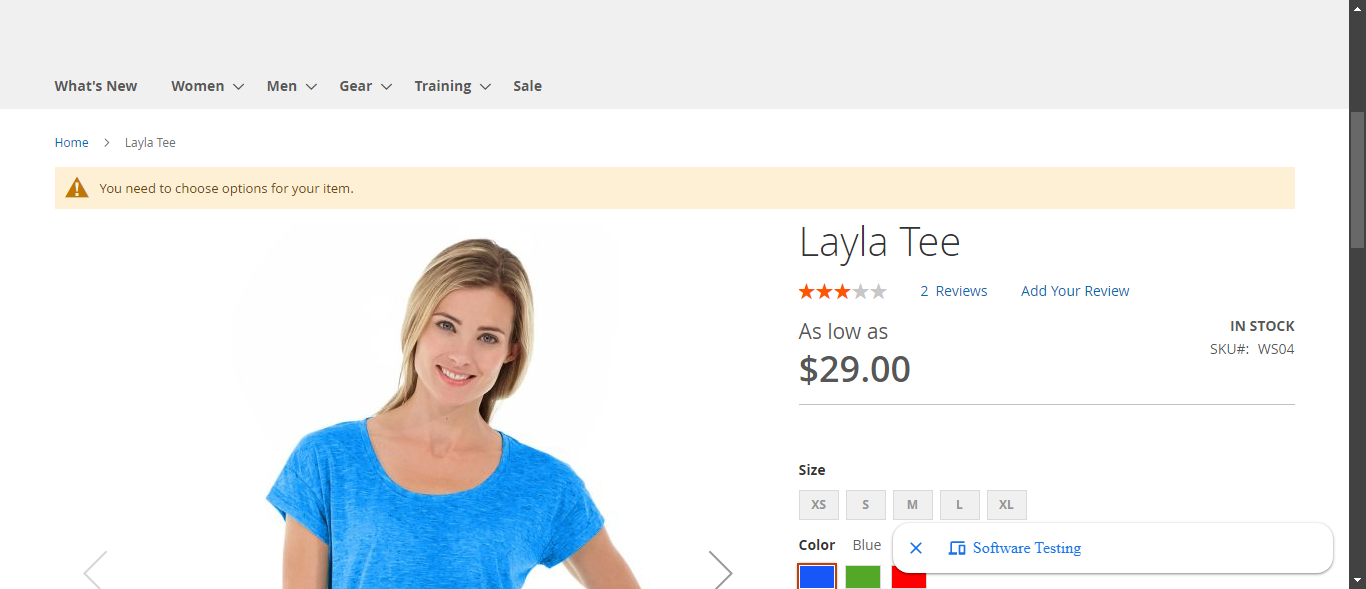 What's New Women Men Gear Training Sale
Home Layla Tee
You need to choose options for your item.
Layla Tee
2 Reviews Add Your Review
As low as
$29.00
IN STOCK
SKU#: WS04
Size
XS S M L XL
Color Blue
Software Testing